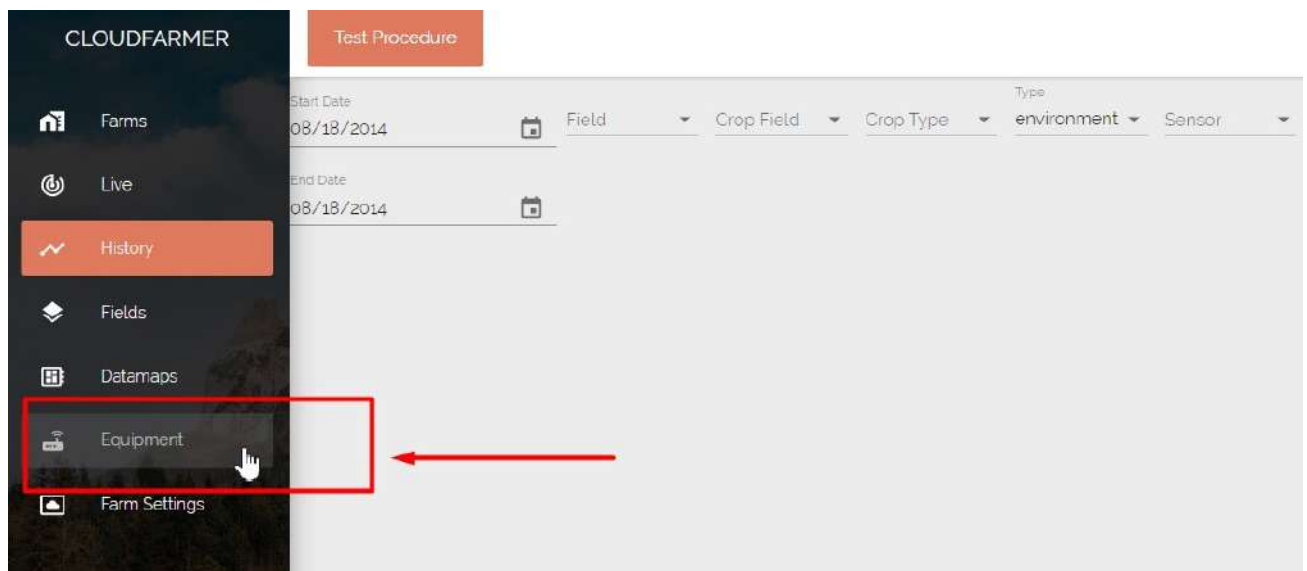 CLOUDFARMER
Test Procedure
Farms
Live
History
Fields
Datamaps
Equipment
Farm Settings
Start Date
08/18/2014
Field
Crop Field
Crop Type
Type
environment
Sensor
End Date
08/18/2014